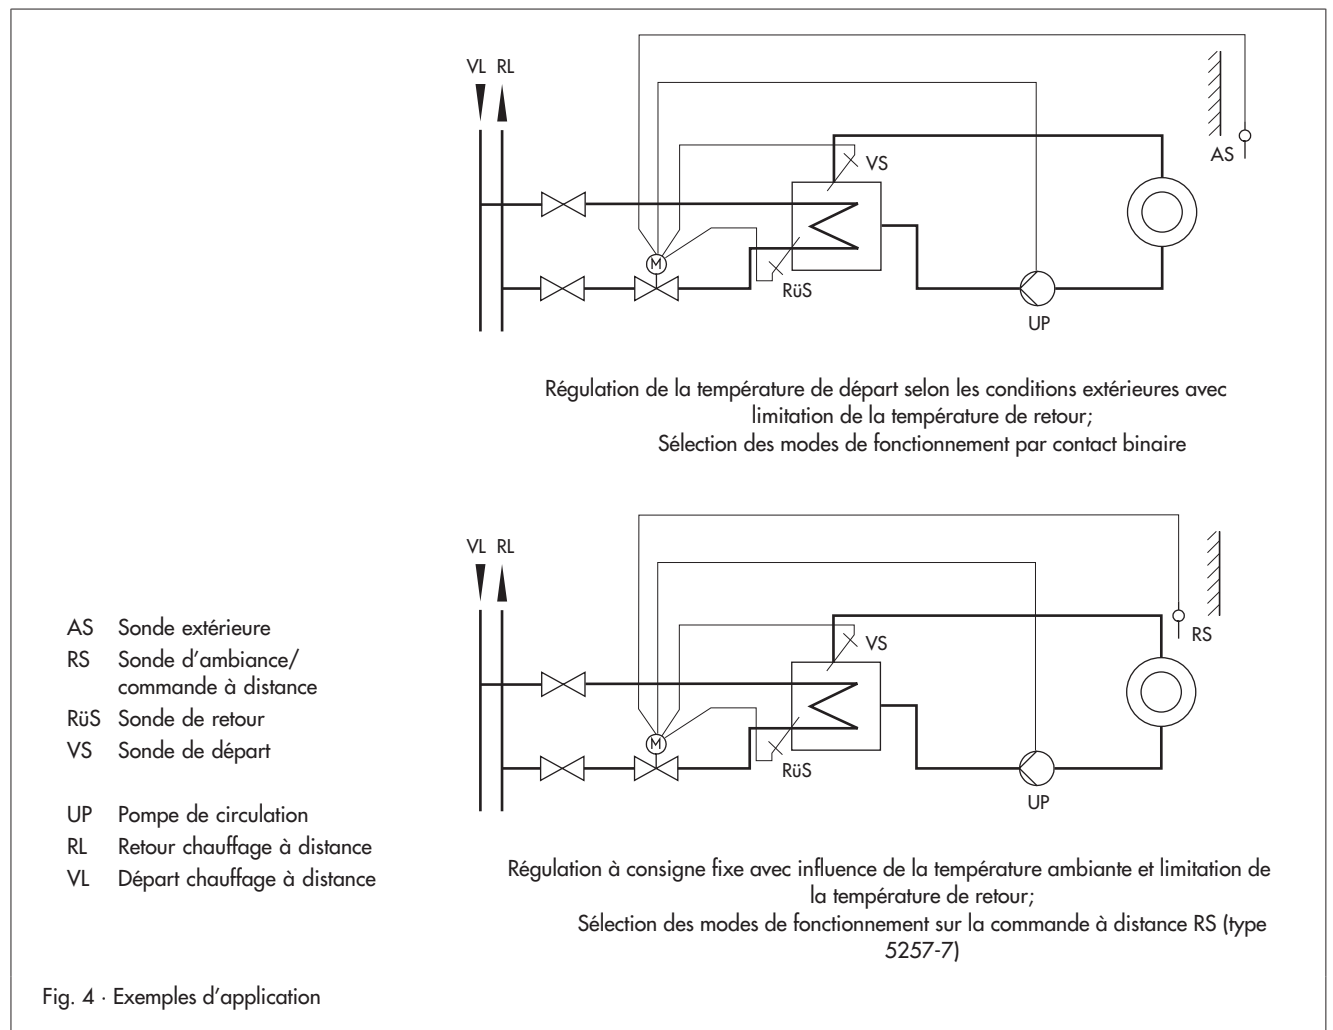 VL RL
AS
VS
M
RüS
UP
Régulation de la température de départ selon les conditions extérieures avec
limitation de la température de retour;
Sélection des modes de fonctionnement par contact binaire
VL RL
RS
VS
M
RüS
UP
AS Sonde extérieure
RS Sonde d'ambiance/
commande à distance
RüS Sonde de retour
VS Sonde de départ
UP Pompe de circulation
RL Retour chauffage à distance
VL Départ chauffage à distance
Régulation à consigne fixe avec influence de la température ambiante et limitation de
la température de retour;
Sélection des modes de fonctionnement sur la commande à distance RS (type
5257-7)
Fig. 4 · Exemples d'application